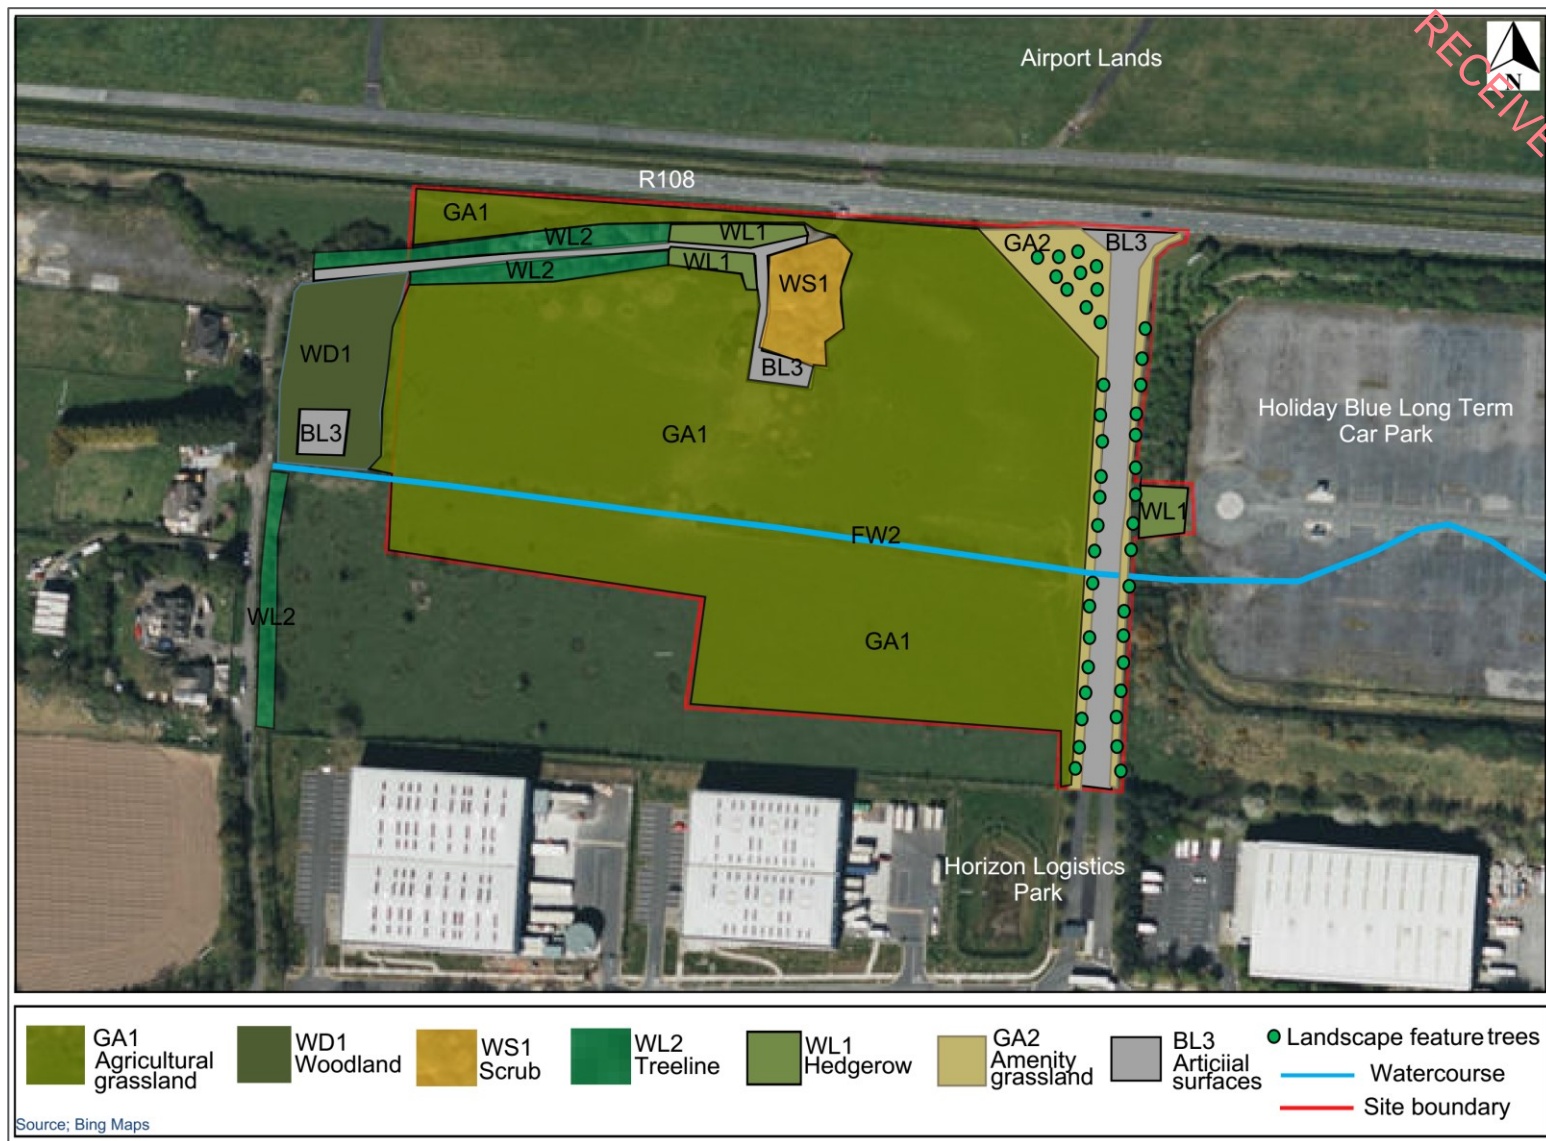 Airport Lands
RECEIVE
N
R108
GA1
WL2
WL1
GA2
BL3
WL2
WL1
WS1
WD1
BL3
BL3
GA1
Holiday Blue Long Term
Car Park
WL1
FW2
WL2
GA1
Horizon Logistics
Park
GA1
Agricultural
grassland
WD1
Woodland
WS1
Scrub
WL2
Treeline
WL1
Hedgerow
GA2
Amenity
grassland
BL3
Articiial
surfaces
Landscape feature trees
Watercourse
Site boundary
Source; Bing Maps